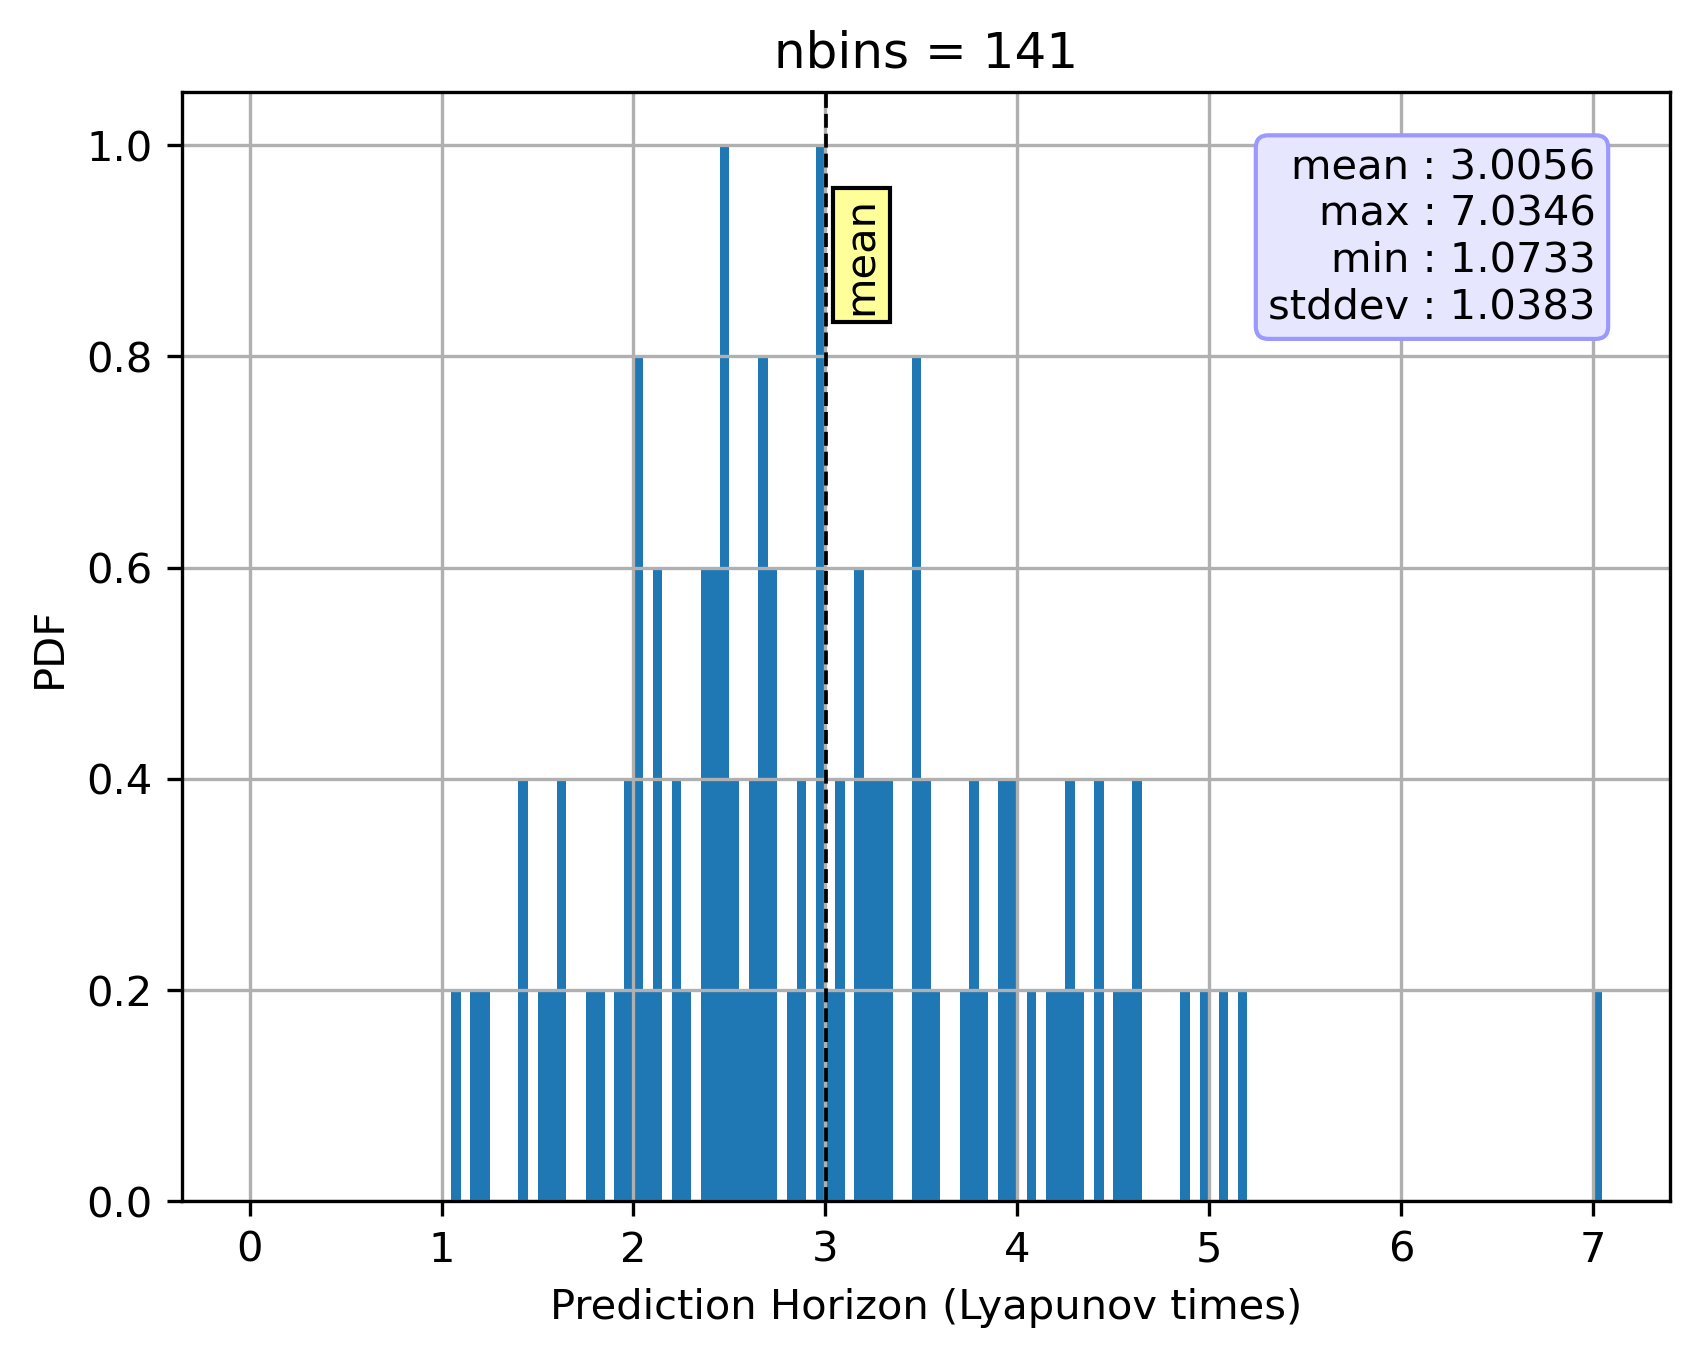 nbins = 141
mean : 3.0056
max : 7.0346
min : 1.0733
stddev : 1.0383
mean
PDF
1.0
0.8
0.6
0.4
0.2
0.0
0 1 2 3 4 5 6 7
Prediction Horizon (Lyapunov times)